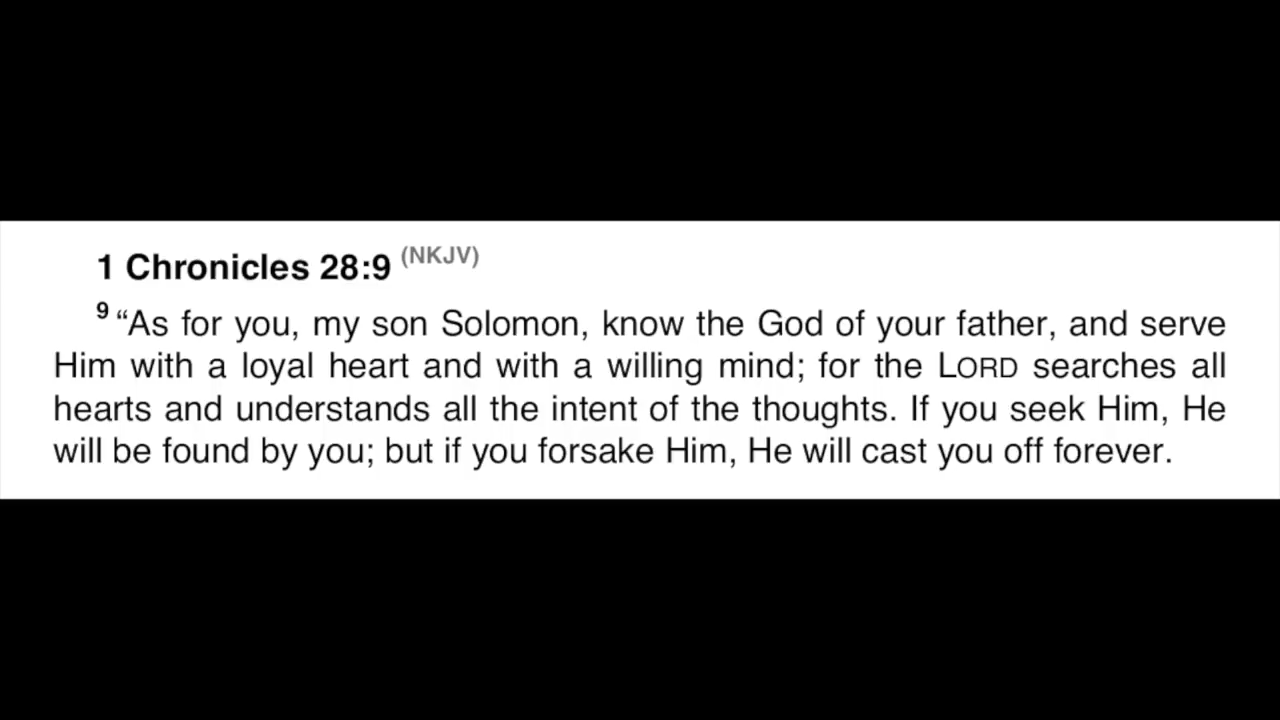 1 Chronicles 28:9 (NKJV)
9 “As for you, my son Solomon, know the God of your father, and serve
Him with a loyal heart and with a willing mind; for the LORD searches all
hearts and understands all the intent of the thoughts. If you seek Him, He
will be found by you; but if you forsake Him, He will cast you off forever.